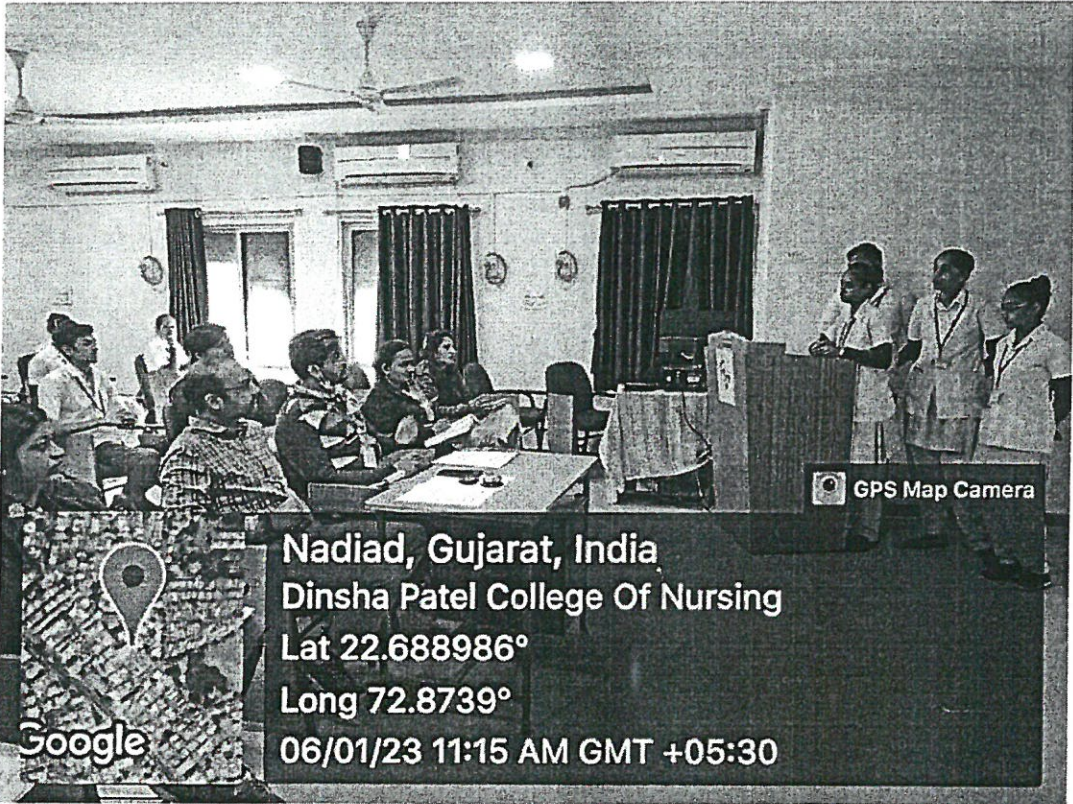 GPS Map Camera
Nadiad, Gujarat, India
Dinsha Patel College Of Nursing
Lat 22.688986°
Long 72.8739°
06/01/23 11:15 AM GMT +05:30
Google